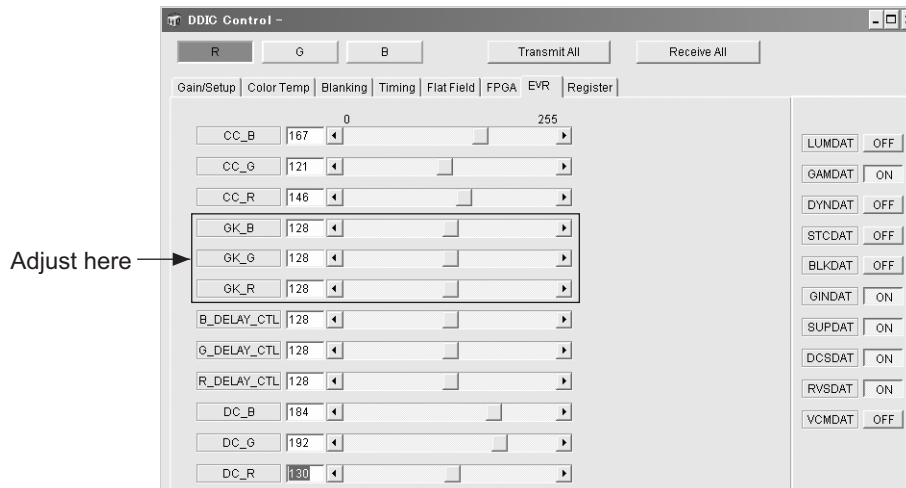 DDIC Control -
R G B Transmit All Receive All
Gain/Setup Color Temp Blanking Timing Flat Field FPGA EVR Register
0 255
CC_B 167
CC_G 121
CC_R 146
GK_B 128
GK_G 128
GK_R 128
B_DELAY_CTL 128
G_DELAY_CTL 128
R_DELAY_CTL 128
DC_B 184
DC_G 192
DC_R 130
Adjust here
LUMDAT OFF
GAMDAT ON
DYNDAT OFF
STCDAT OFF
BLKDAT OFF
GINDAT ON
SUPDAT ON
DCSDAT ON
RVSDAT ON
VCMDAT OFF